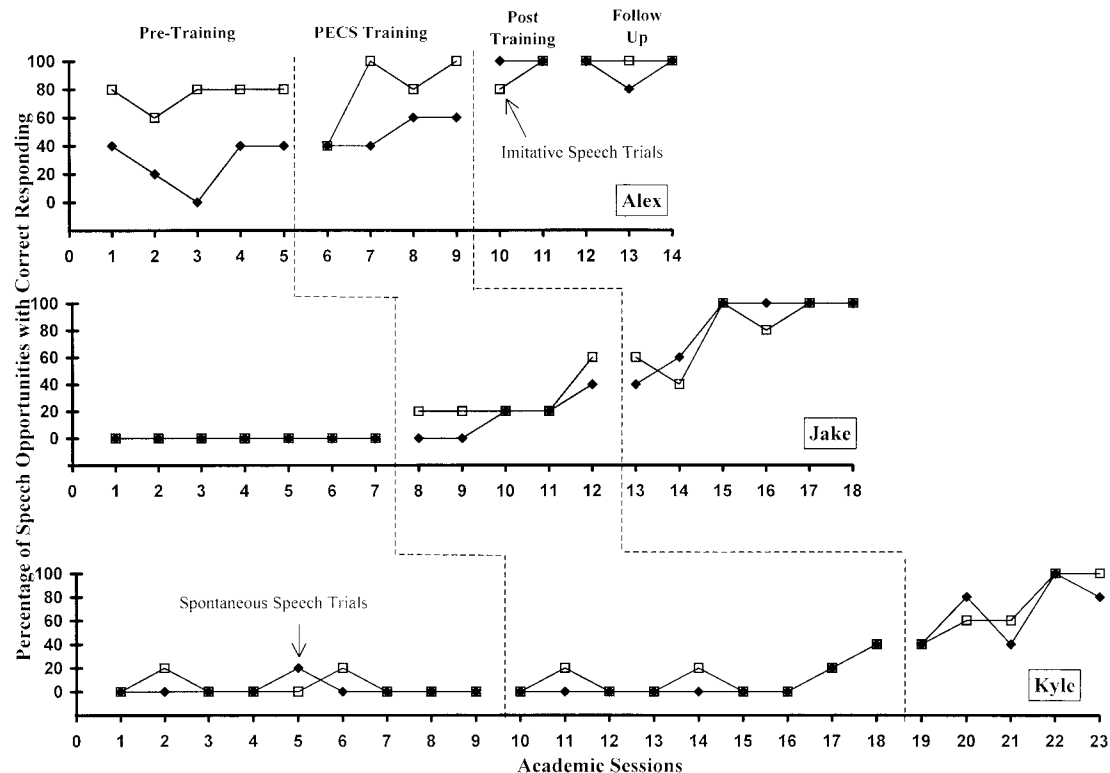 Pre-Training PECS Training Post Training Follow Up
Percentage of Speech Opportunities with Correct Responding
100
80
60
40
20
0
Imitative Speech Trials
Alex
0 1 2 3 4 5 6 7 8 9 10 11 12 13 14
100
80
60
40
20
0
Jake
0 1 2 3 4 5 6 7 8 9 10 11 12 13 14 15 16 17 18
100
80
60
40
20
0
Spontaneous Speech Trials
Kyle
0 1 2 3 4 5 6 7 8 9 10 11 12 13 14 15 16 17 18 19 20 21 22 23
Academic Sessions